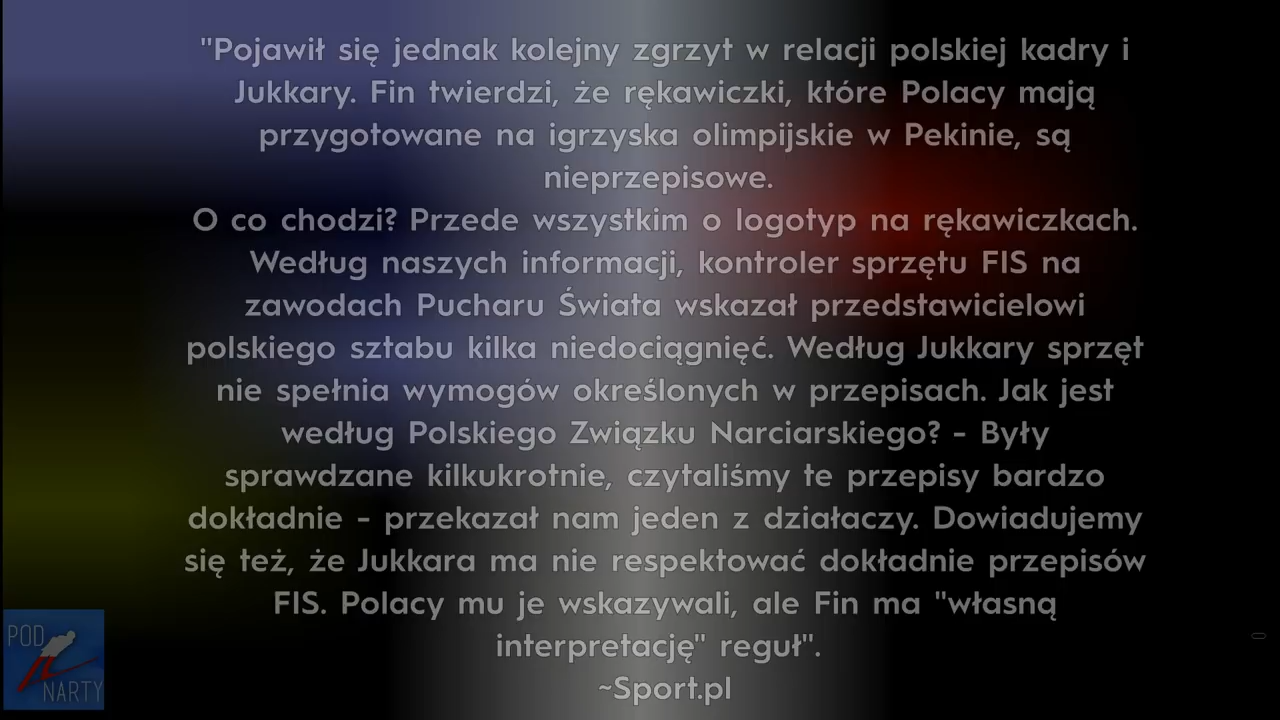 "Pojawił się jednak kolejny zgrzyt w relacji polskiej kadry i
Jukkary. Fin twierdzi, że rękawiczki, które Polacy mają
przygotowane na igrzyska olimpijskie w Pekinie, są
nieprzepisowe.
O co chodzi? Przede wszystkim o logotyp na rękawiczkach.
Według naszych informacji, kontroler sprzętu FIS na
zawodach Pucharu Świata wskazał przedstawicielowi
polskiego sztabu kilka niedociągnięć. Według Jukkary sprzęt
nie spełnia wymogów określonych w przepisach. Jak jest
według Polskiego Związku Narciarskiego? - Były
sprawdzane kilkukrotnie, czytaliśmy te przepisy bardzo
dokładnie - przekazał nam jeden z działaczy. Dowiadujemy
się też, że Jukkara ma nie respektować dokładnie przepisów
FIS. Polacy mu je wskazywali, ale Fin ma "własną
interpretację" reguł".
~Sport.pl
POD
NARTY